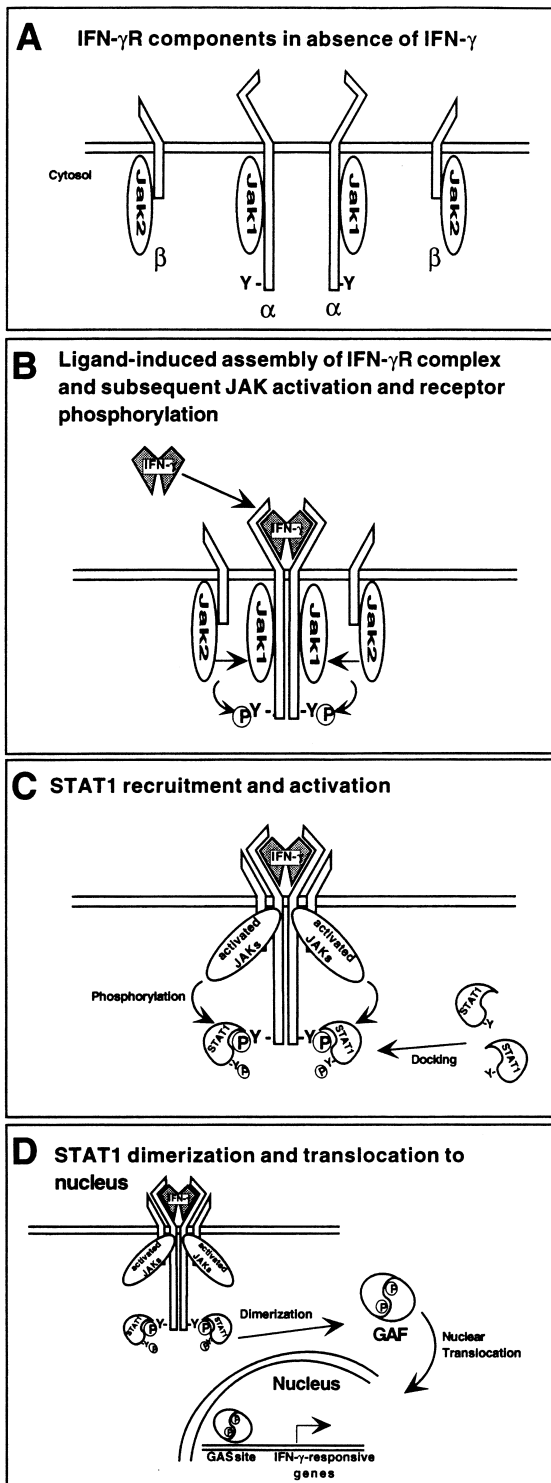 A IFN-γR components in absence of IFN-γ
Cytosol
Jak2
Jak1
Jak1
Jak2
β
β
Y -
-Y
α
α
B Ligand-induced assembly of IFN-γR complex
and subsequent JAK activation and receptor
phosphorylation
IFN-γ
IFN-γ
Jak2
Jak1
Jak1
Jak2
P Y -
-Y P
C STAT1 recruitment and activation
IFN-γ
activated
JAKs
activated
JAKs
Phosphorylation
STAT1
P Y-
-Y P
STAT1
-Y P
P Y-
STAT1
-Y
STAT1
Y-
Docking
D STAT1 dimerization and translocation to
nucleus
IFN-γ
activated
JAKs
activated
JAKs
STAT1
P Y-
-Y P
STAT1
-Y P
P Y-
Dimerization
P
P
GAF
Nuclear
Translocation
Nucleus
P
P
GAS site
IFN-γ-responsive
genes